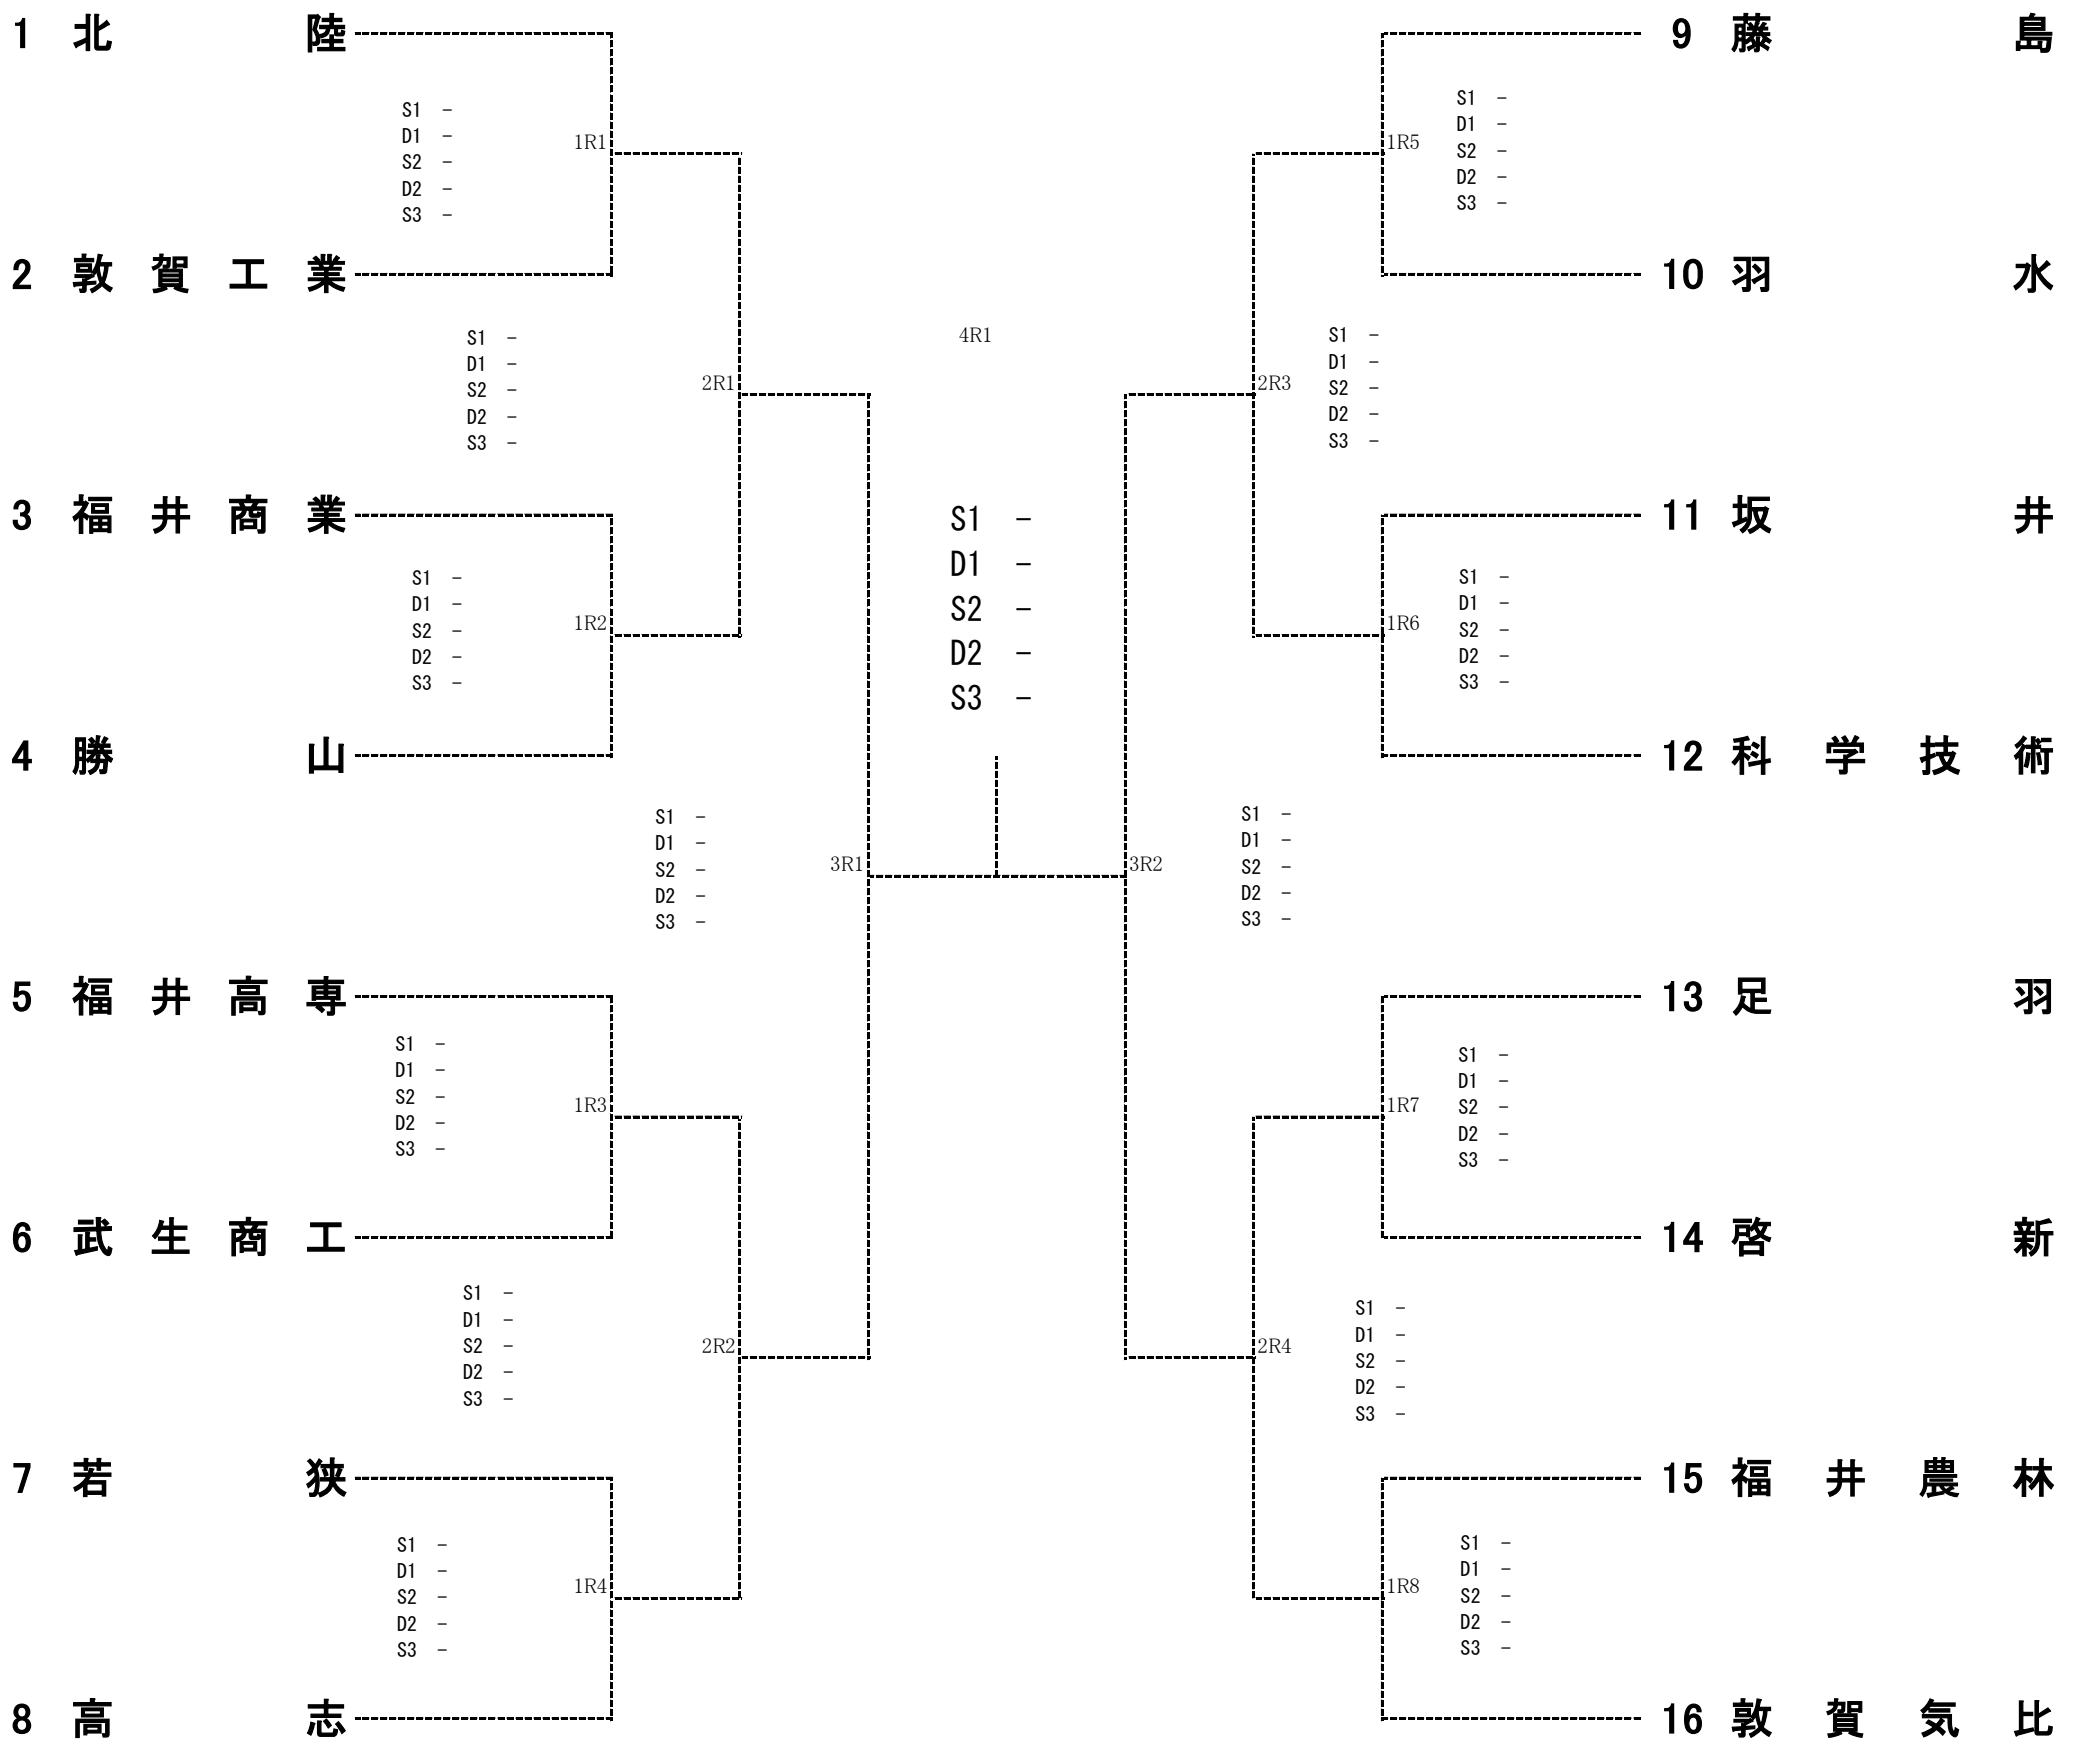 1 北 陸
S1 -
D1 -
1R1
S2 -
D2 -
S3 -
2 敦 賀 工 業
S1 -
D1 -
2R1
S2 -
D2 -
S3 -
3 福 井 商 業
S1 -
D1 -
1R2
S2 -
D2 -
S3 -
4 勝 山
S1 -
D1 -
3R1
S2 -
D2 -
S3 -
5 福 井 高 専
S1 -
D1 -
1R3
S2 -
D2 -
S3 -
6 武 生 商 工
S1 -
D1 -
2R2
S2 -
D2 -
S3 -
7 若 狭
S1 -
D1 -
1R4
S2 -
D2 -
S3 -
8 高 志
4R1
S1 -
D1 -
S2 -
D2 -
S3 -
9 藤 島
S1 -
D1 -
1R5
S2 -
D2 -
S3 -
10 羽 水
S1 -
D1 -
2R3
S2 -
D2 -
S3 -
11 坂 井
S1 -
D1 -
1R6
S2 -
D2 -
S3 -
12 科 学 技 術
S1 -
D1 -
3R2
S2 -
D2 -
S3 -
13 足 羽
S1 -
D1 -
1R7
S2 -
D2 -
S3 -
14 啓 新
S1 -
D1 -
2R4
S2 -
D2 -
S3 -
15 福 井 農 林
S1 -
D1 -
1R8
S2 -
D2 -
S3 -
16 敦 賀 気 比